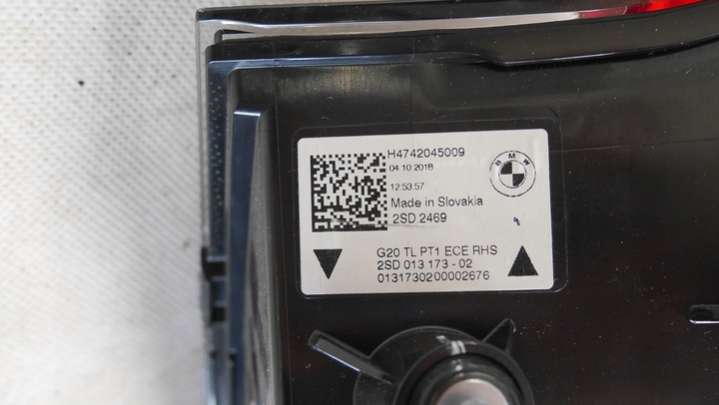 H4742045009
04.10.2018
12:53:57
BMW
Made in Slovakia
2SD 2469
G20 TL PT1 ECE RHS
2SD 013 173 - 02
0131730200002676